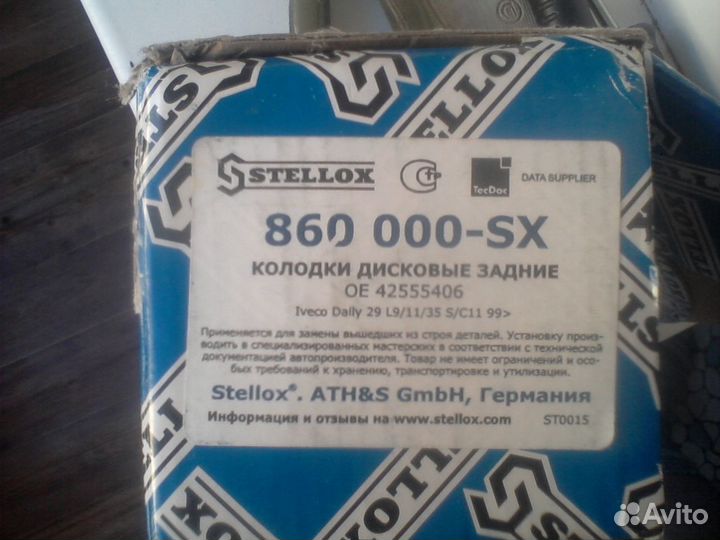 STELLOX
TecDoc
DATA SUPPLIER
860 000-SX
КОЛОДКИ ДИСКОВЫЕ ЗАДНИЕ
OE 42555406
Iveco Daily 29 L9/11/35 S/C11 99>
Применяется для замены вышедших из строя деталей. Установку произ-
водить в специализированных мастерских в соответствии с технической
документацией автопроизводителя. Товар не имеет ограничений и осо-
бых требований к хранению, транспортировке и утилизации.
Stellox®. ATH&S GmbH, Германия
Информация и отзывы на www.stellox.com
ST0015
Avito